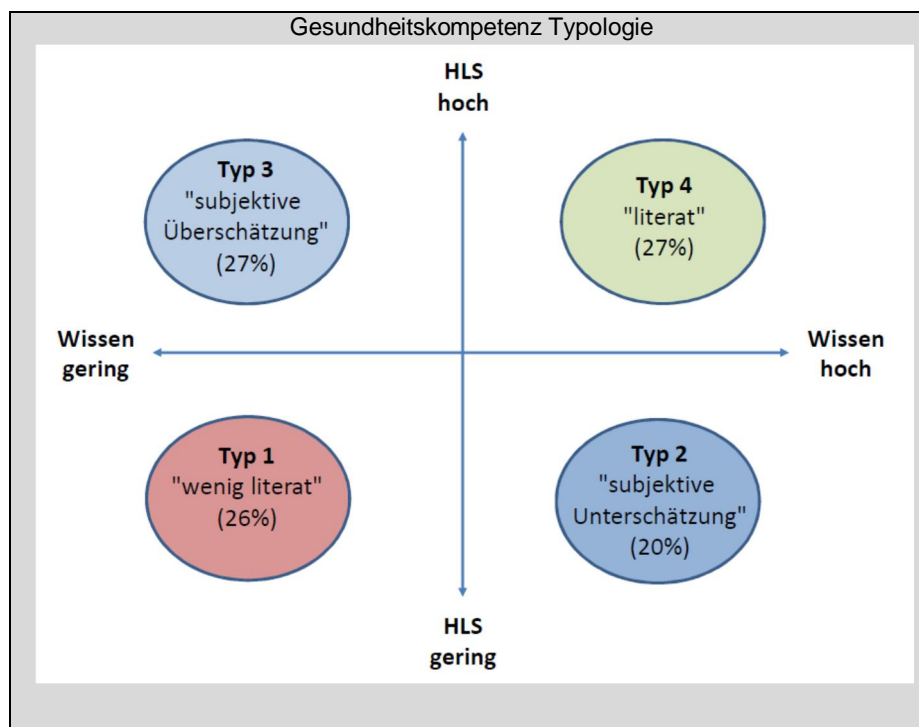 Gesundheitskompetenz Typologie
HLS
hoch
Typ 3
"subjektive
Überschätzung"
(27%)
Typ 4
"literat"
(27%)
Wissen
gering
Wissen
hoch
Typ 1
"wenig literat"
(26%)
Typ 2
"subjektive
Unterschätzung"
(20%)
HLS
gering